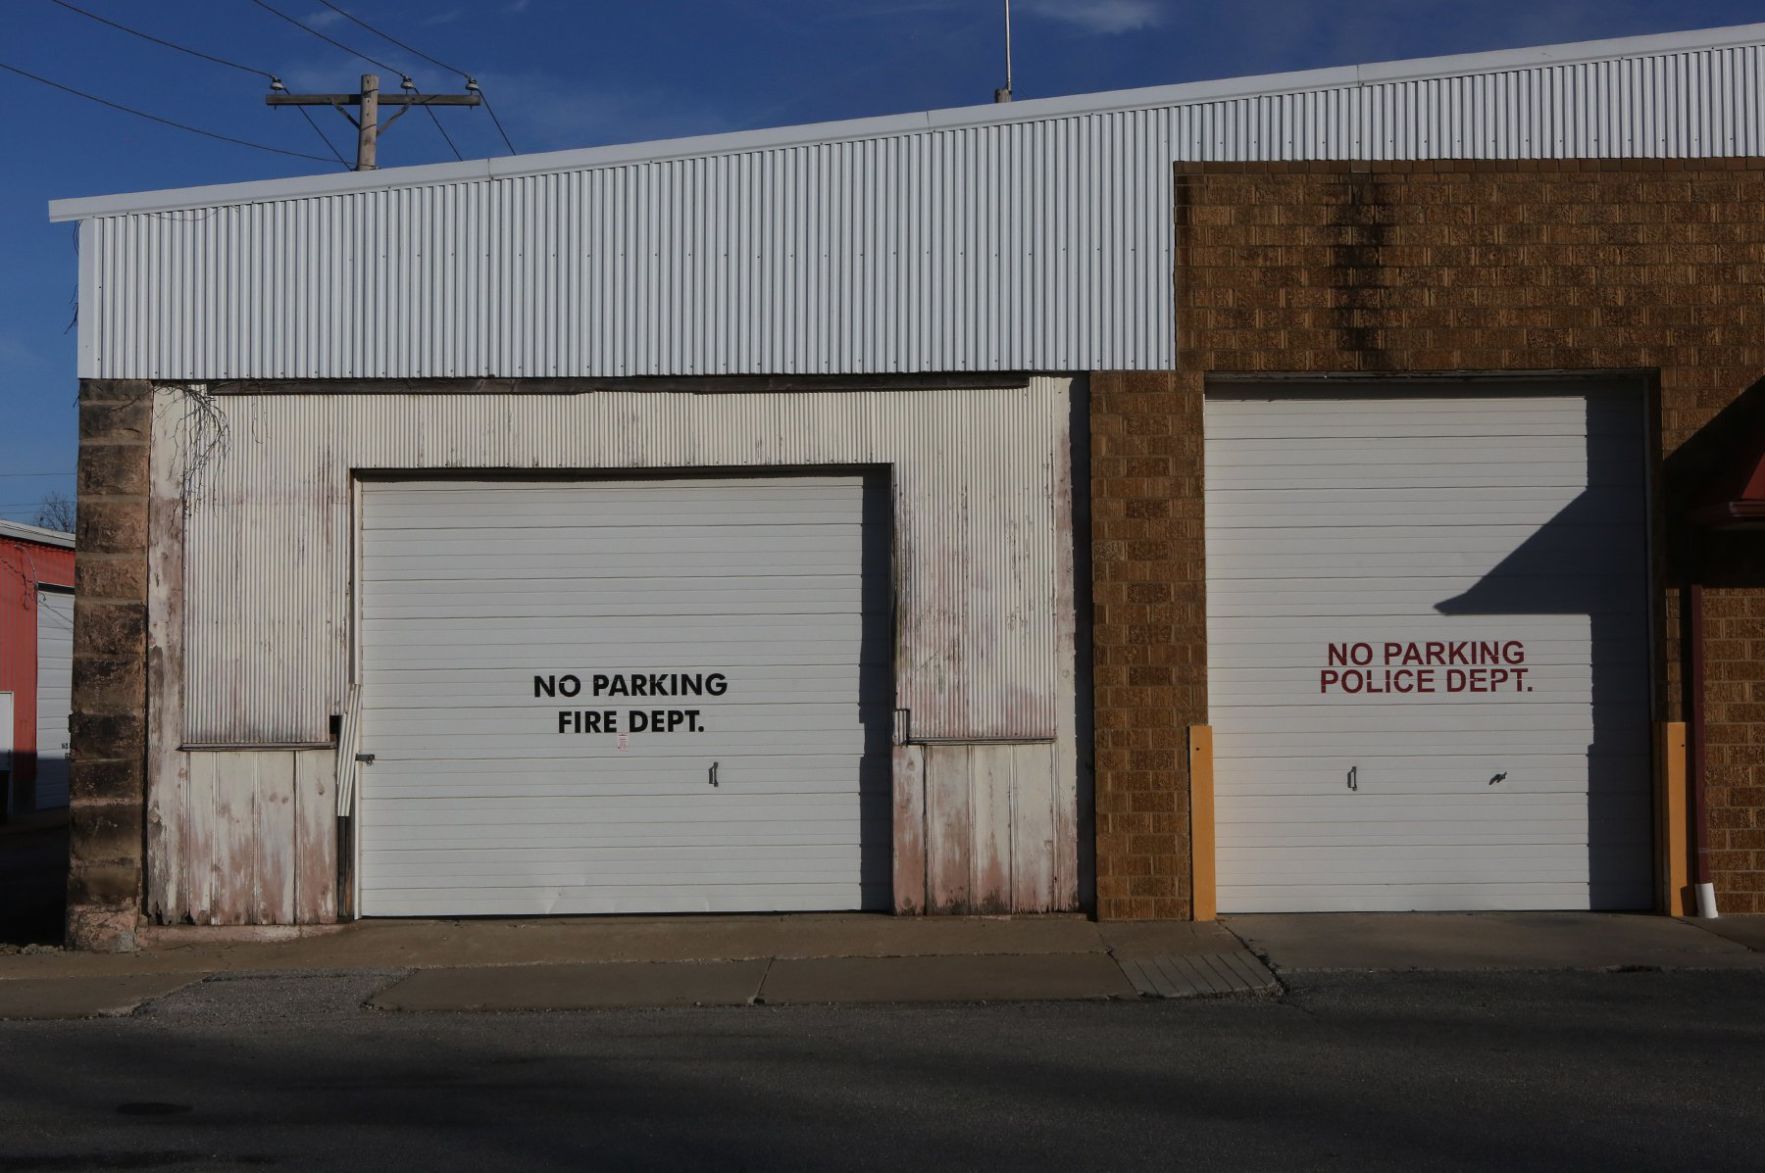 NO PARKING
FIRE DEPT.
NO PARKING
POLICE DEPT.